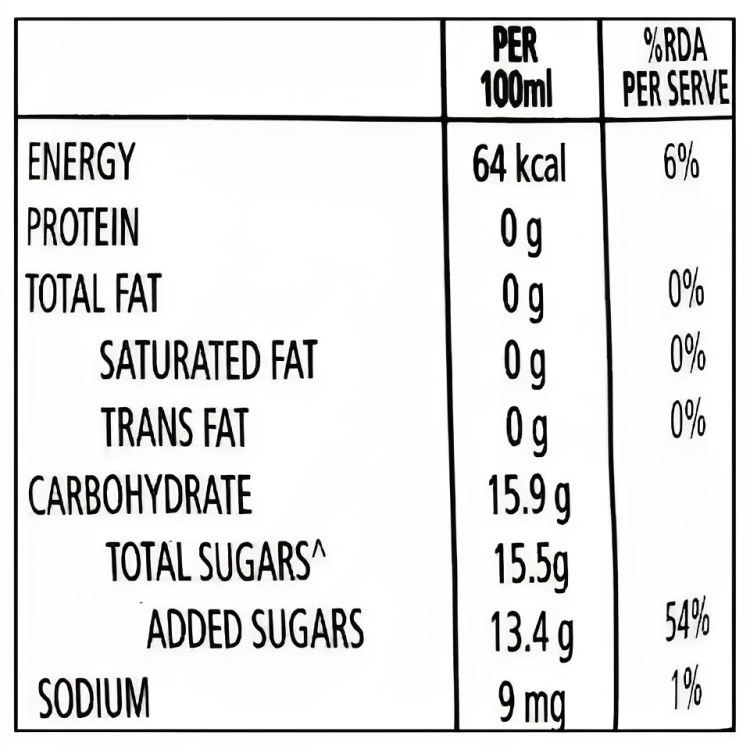 PER 100ml %RDA PER SERVE
ENERGY 64 kcal 6%
PROTEIN 0 g
TOTAL FAT 0 g 0%
SATURATED FAT 0 g 0%
TRANS FAT 0 g 0%
CARBOHYDRATE 15.9 g
TOTAL SUGARS^ 15.5g
ADDED SUGARS 13.4 g 54%
SODIUM 9 mg 1%